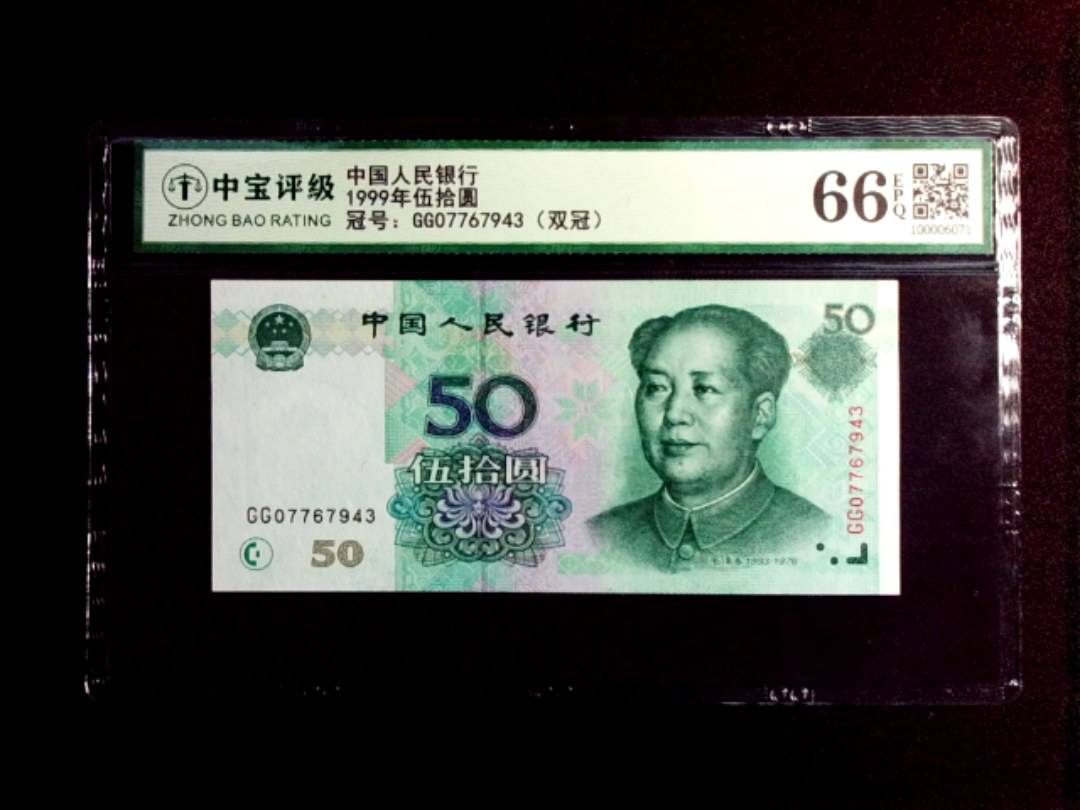 中宝评级
ZHONG BAO RATING
中国人民银行
1999年伍拾圆
冠号：GG07767943（双冠）
66
EPQ
100006071
中国人民银行
50
50
伍拾圆
GG07767943
50
GG07767943